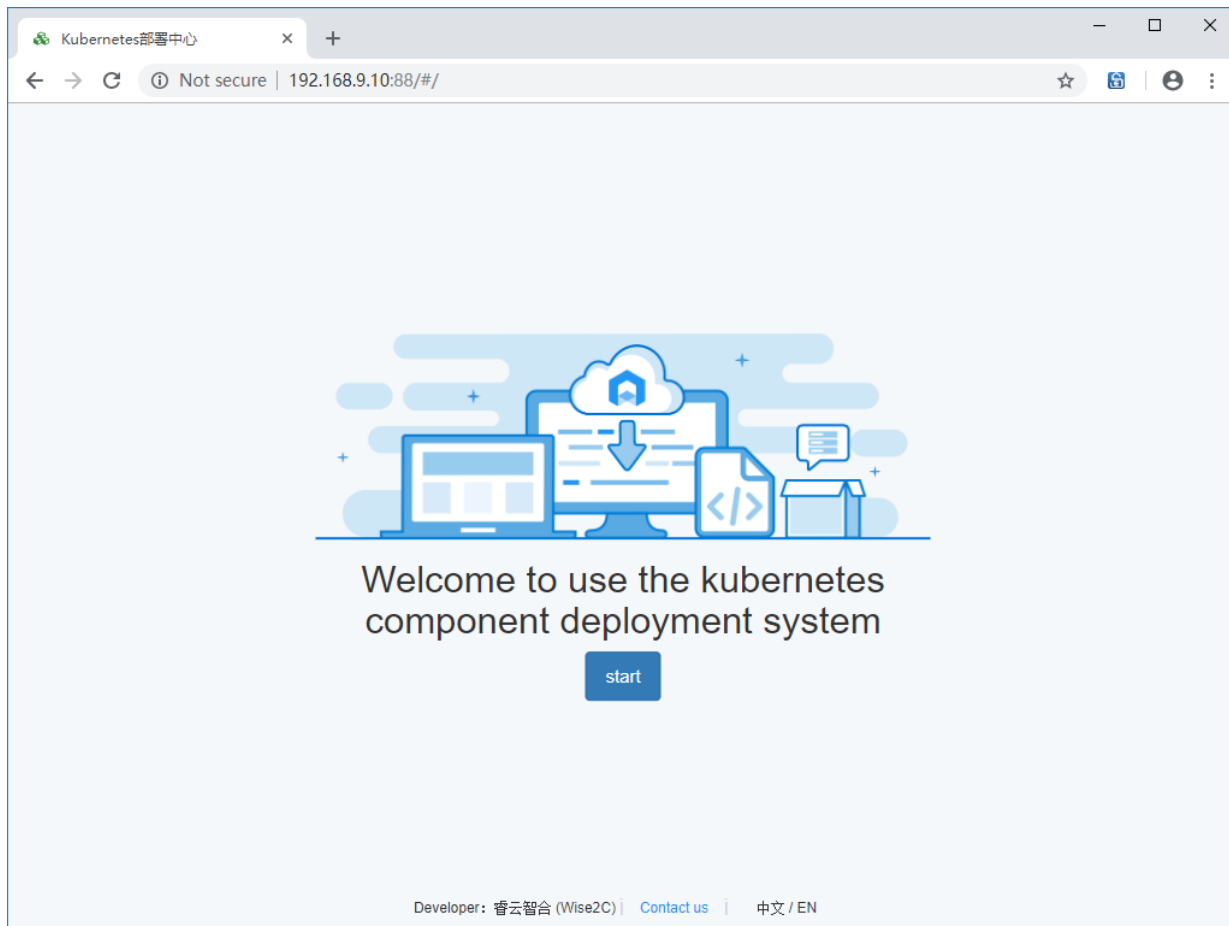 Kubernetes部署中心
Not secure | 192.168.9.10:88/#/
</>
Welcome to use the kubernetes
component deployment system
start
Developer：睿云智合 (Wise2C) | Contact us | 中文 / EN